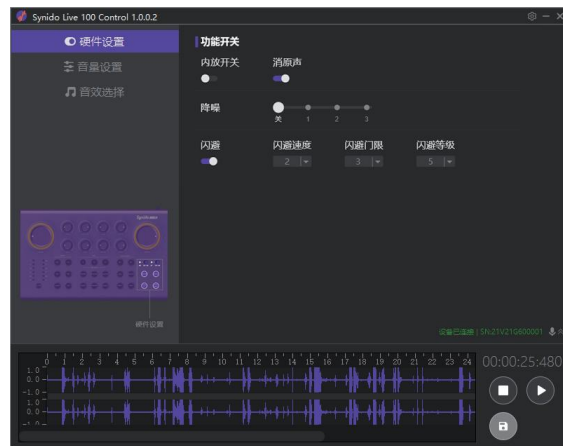 Synido Live 100 Control 1.0.0.2
硬件设置
音量设置
音效选择
功能开关
内放开关 消原声
降噪
关 1 2 3
闪避 闪避速度 闪避门限 闪避等级
2 3 5
硬件设置
设备已连接 | SN:21V21G600001
0 1 2 3 4 5 6 7 8 9 10 11 12 13 14 15 16 17 18 19 20 21 22 23 24
00:00:25:480
1.0
0.0
-1.0
1.0
0.0
-1.0